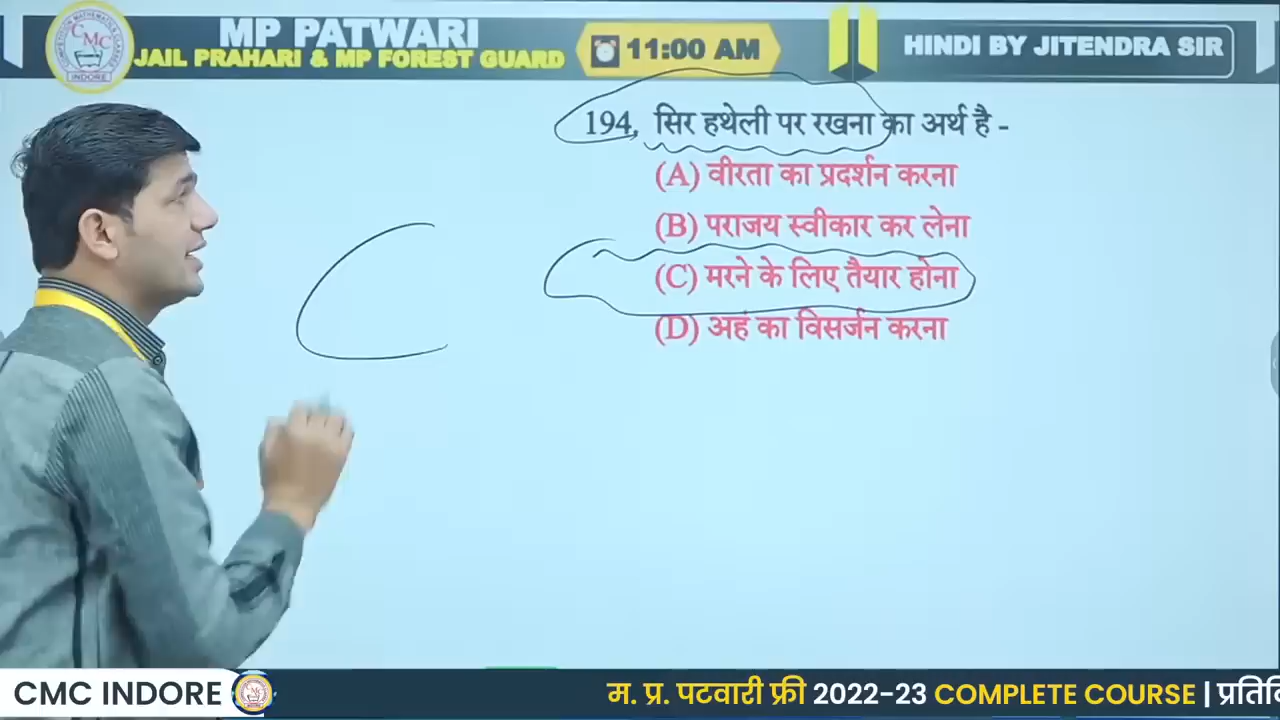 MP PATWARI
JAIL PRAHARI & MP FOREST GUARD
11:00 AM
HINDI BY JITENDRA SIR
CMC
INDORE
194, सिर हथेली पर रखना का अर्थ है -
(A) वीरता का प्रदर्शन करना
(B) पराजय स्वीकार कर लेना
(C) मरने के लिए तैयार होना
(D) अहं का विसर्जन करना
C
CMC INDORE
म. प्र. पटवारी फ्री 2022-23 COMPLETE COURSE |